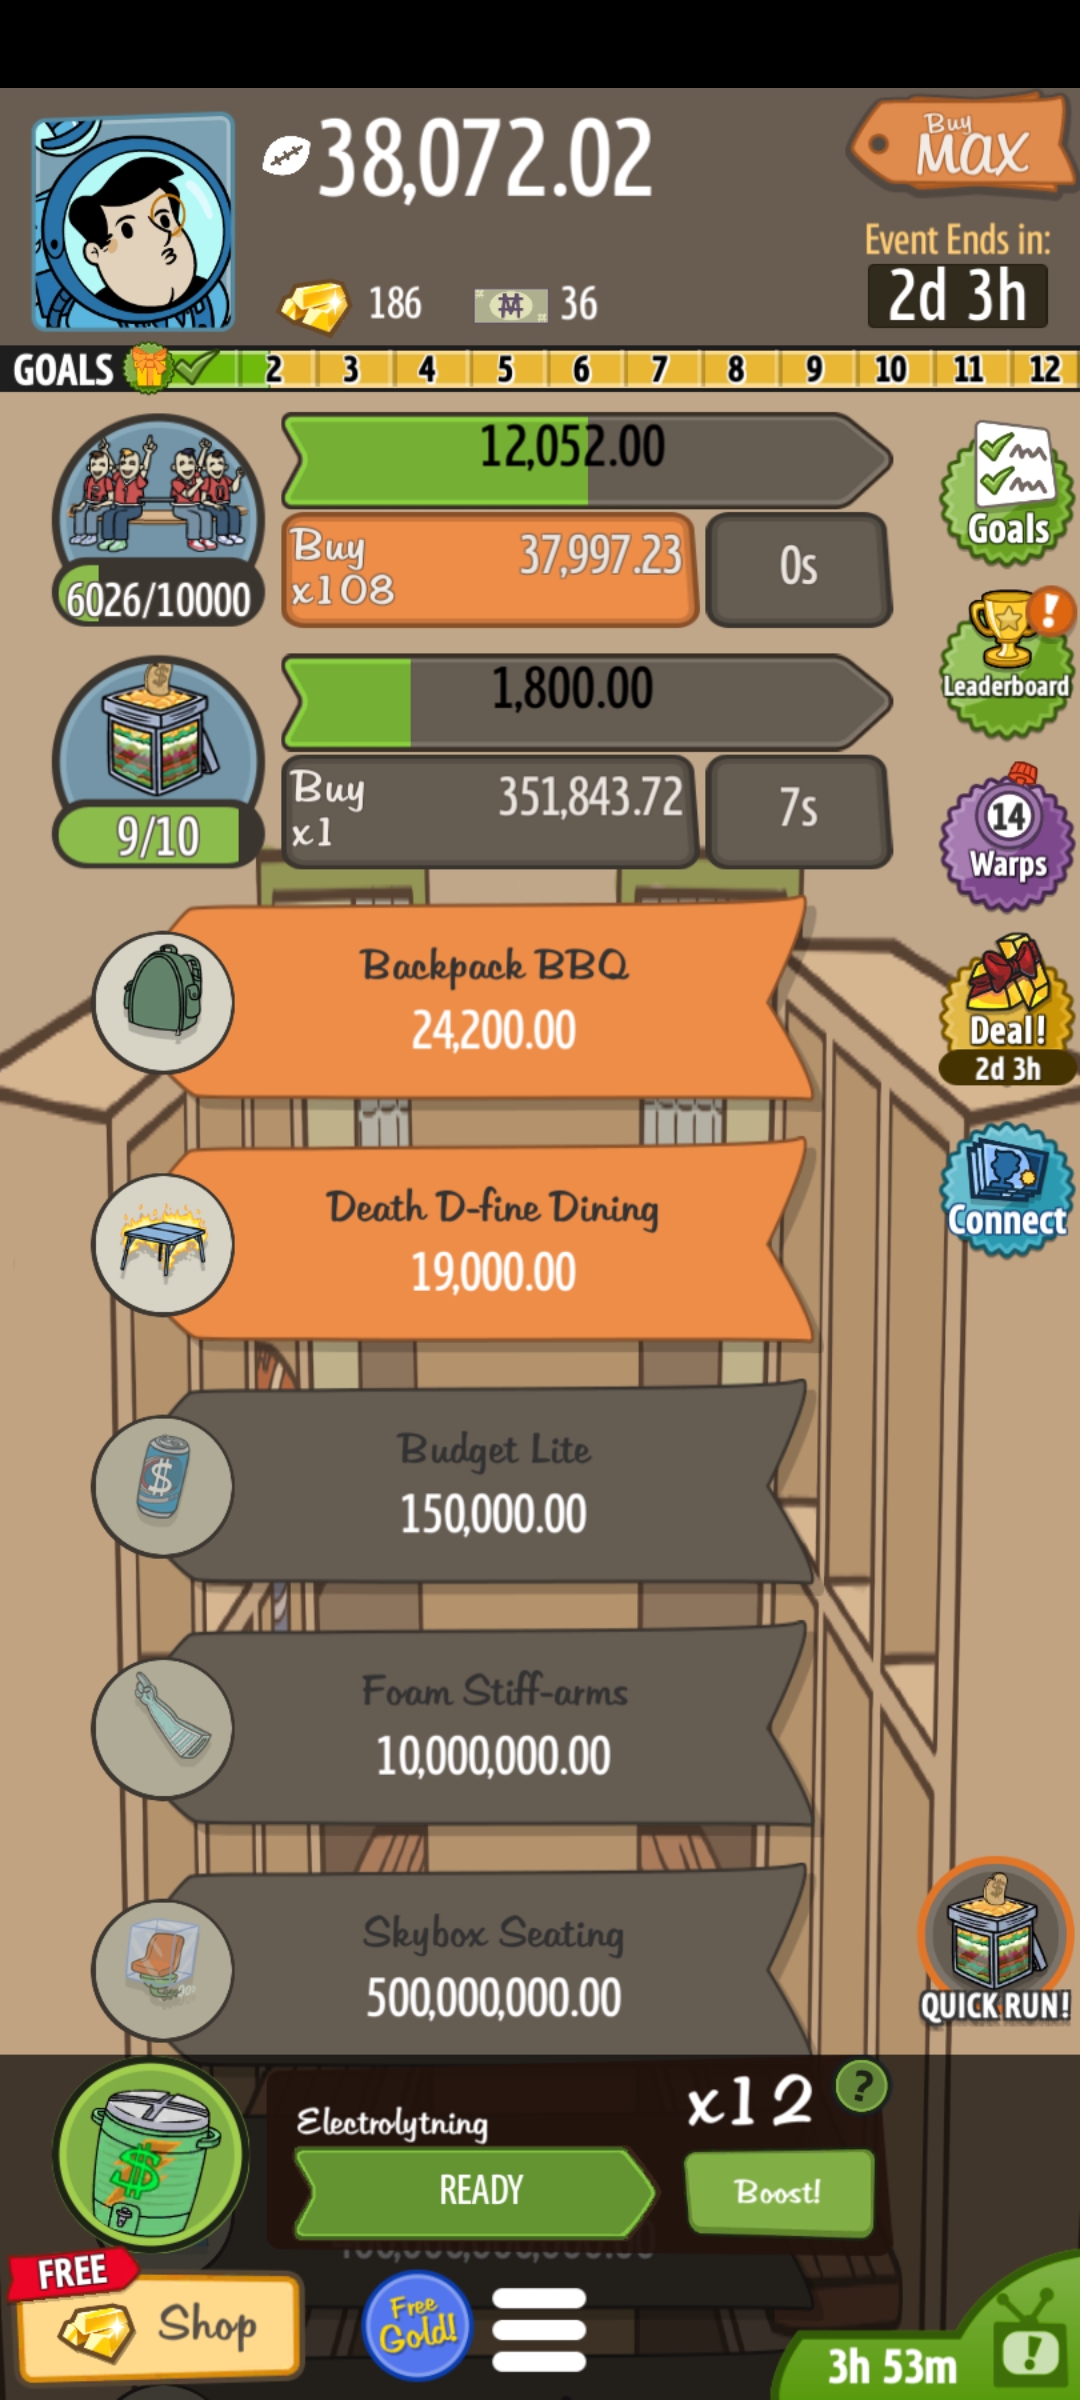 38,072.02
Buy
MAX
Event Ends in:
2d 3h
186
36
GOALS 2 3 4 5 6 7 8 9 10 11 12
12,052.00
Buy
x108
37,997.23
0s
6026/10000
Goals
1,800.00
Leaderboard
Buy
x1
351,843.72
7s
9/10
14
Warps
Backpack BBQ
24,200.00
Deal!
2d 3h
Death D-fine Dining
19,000.00
Connect
Budget Lite
150,000.00
Foam Stiff-arms
10,000,000.00
Skybox Seating
500,000,000.00
QUICK RUN!
Electrolytning
x12
?
READY
Boost!
FREE
Shop
Free
Gold!
3h 53m